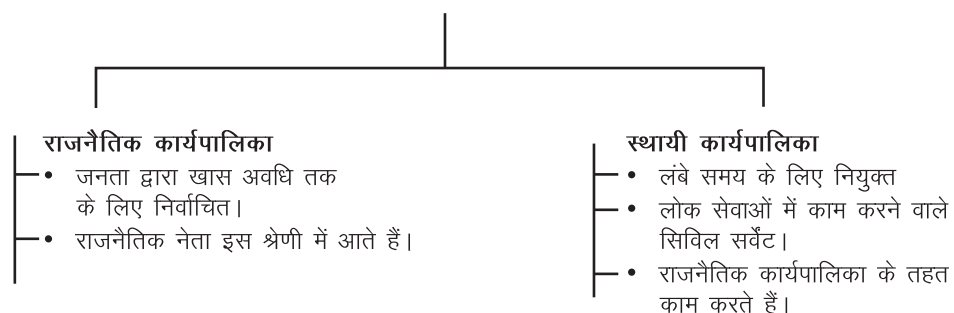 राजनैतिक कार्यपालिका
• जनता द्वारा खास अवधि तक
के लिए निर्वाचित।
• राजनैतिक नेता इस श्रेणी में आते हैं।
स्थायी कार्यपालिका
• लंबे समय के लिए नियुक्त
• लोक सेवाओं में काम करने वाले
सिविल सर्वेंट।
• राजनैतिक कार्यपालिका के तहत
काम करते हैं।